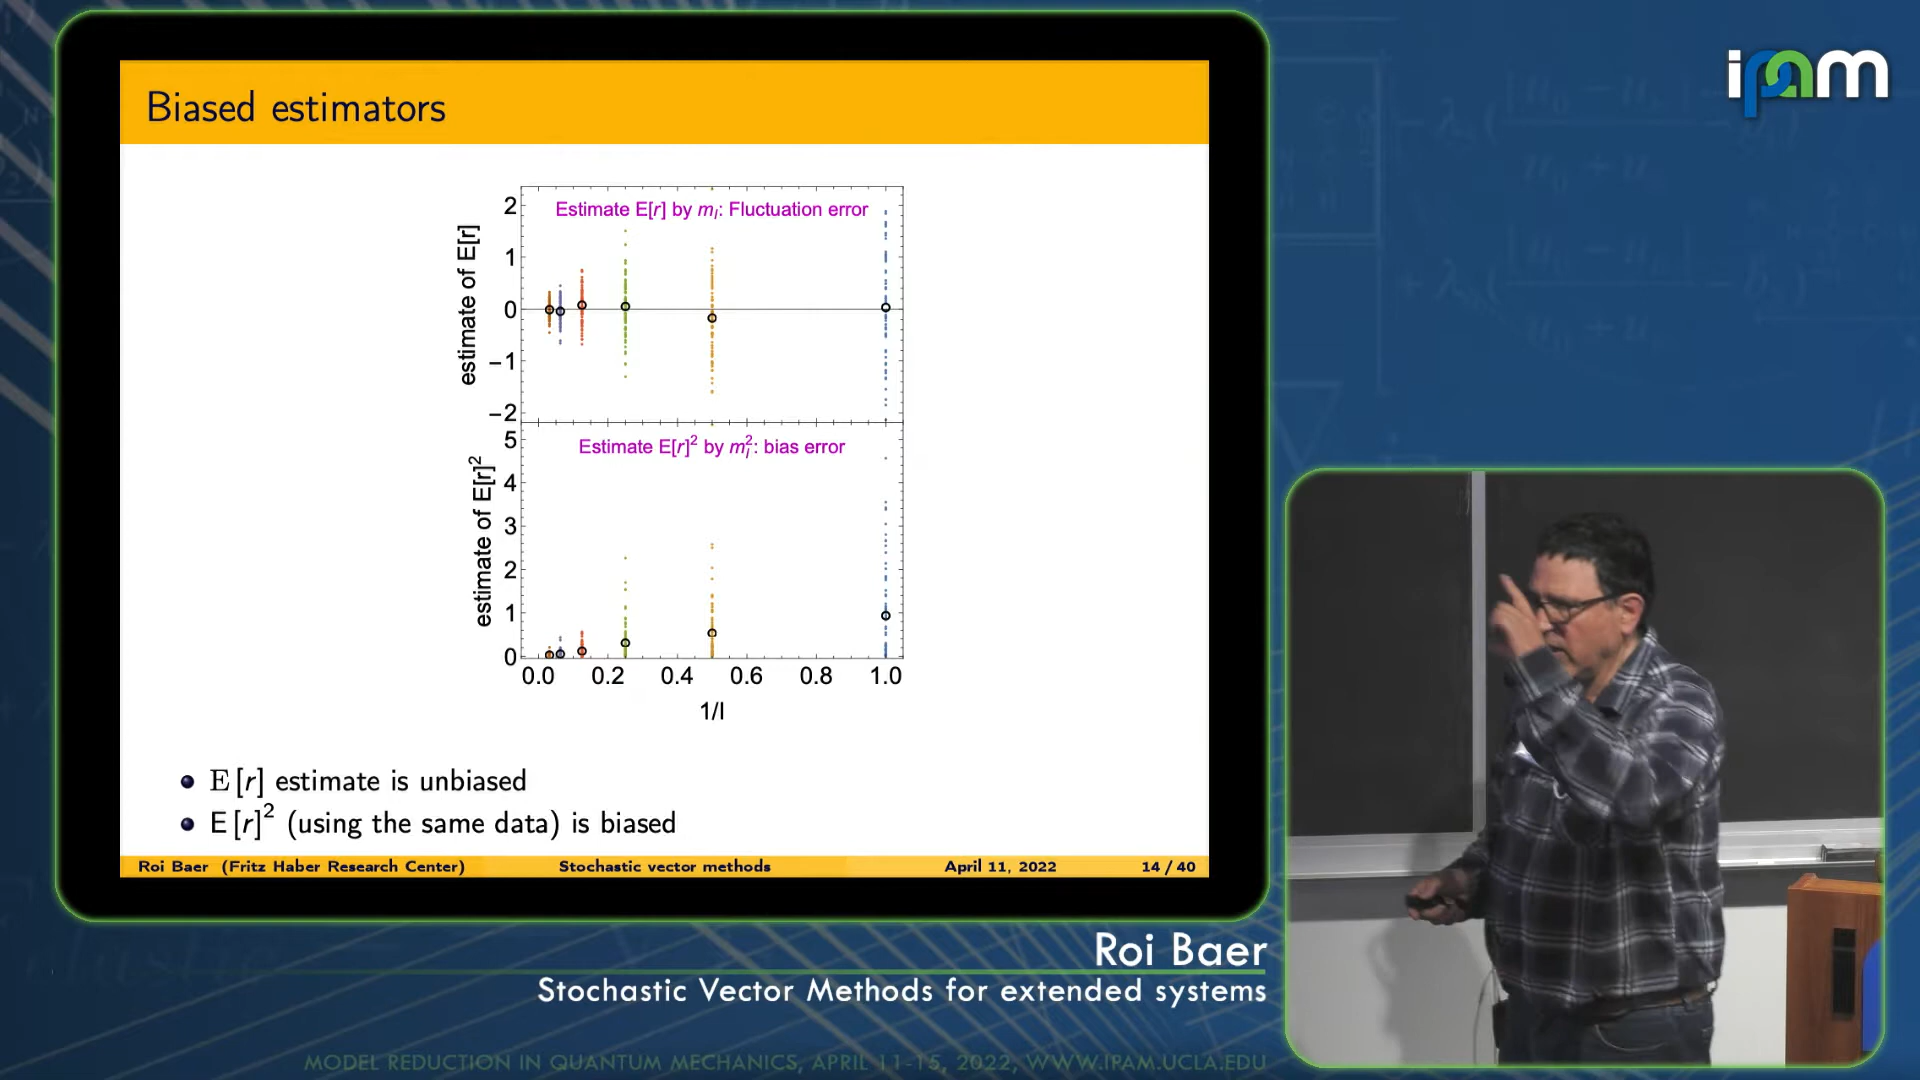 Biased estimators
Estimate E[r] by mₗ: Fluctuation error
estimate of E[r]
2
1
0
−1
−2
Estimate E[r]² by mₗ²: bias error
estimate of E[r]²
5
4
3
2
1
0
0.0 0.2 0.4 0.6 0.8 1.0
1/I
E [r] estimate is unbiased
E [r]² (using the same data) is biased
Roi Baer (Fritz Haber Research Center) Stochastic vector methods April 11, 2022 14 / 40
ipam
Roi Baer
Stochastic Vector Methods for extended systems
MODEL REDUCTION IN QUANTUM MECHANICS, APRIL 11-15, 2022, WWW.IPAM.UCLA.EDU